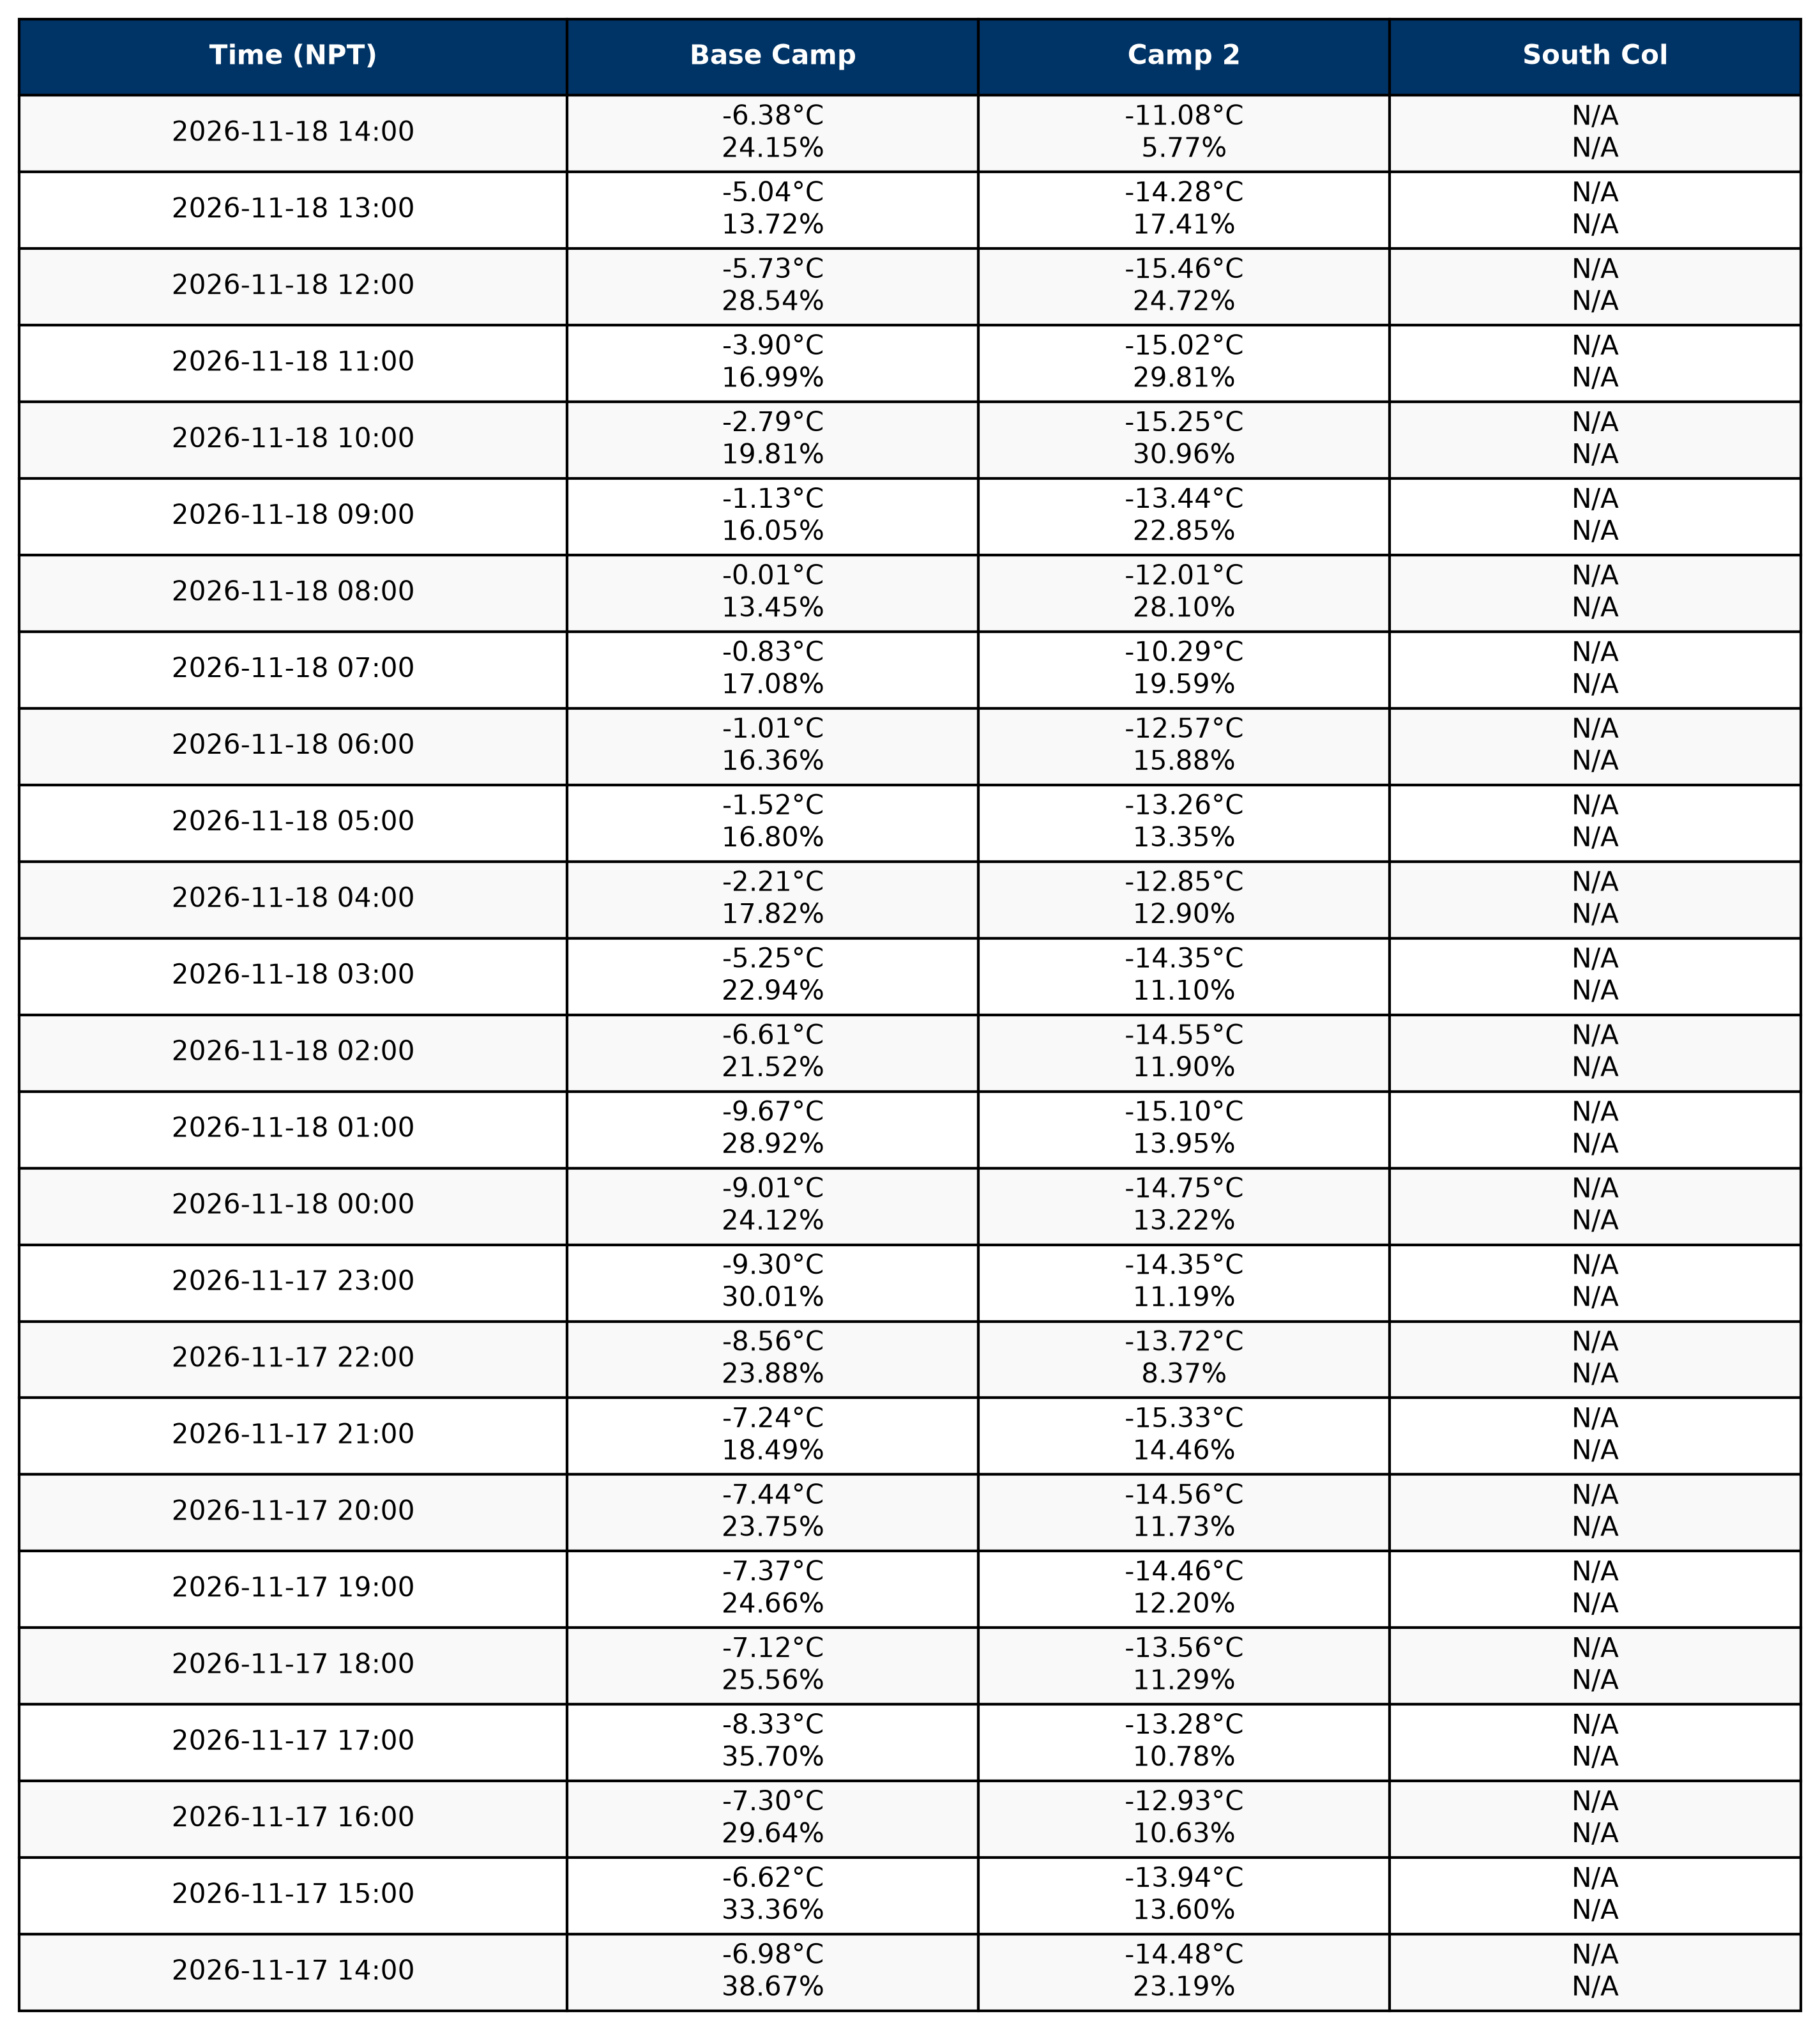 Time (NPT) Base Camp Camp 2 South Col
2026-11-18 14:00 -6.38°C -11.08°C N/A
24.15% 5.77% N/A
2026-11-18 13:00 -5.04°C -14.28°C N/A
13.72% 17.41% N/A
2026-11-18 12:00 -5.73°C -15.46°C N/A
28.54% 24.72% N/A
2026-11-18 11:00 -3.90°C -15.02°C N/A
16.99% 29.81% N/A
2026-11-18 10:00 -2.79°C -15.25°C N/A
19.81% 30.96% N/A
2026-11-18 09:00 -1.13°C -13.44°C N/A
16.05% 22.85% N/A
2026-11-18 08:00 -0.01°C -12.01°C N/A
13.45% 28.10% N/A
2026-11-18 07:00 -0.83°C -10.29°C N/A
17.08% 19.59% N/A
2026-11-18 06:00 -1.01°C -12.57°C N/A
16.36% 15.88% N/A
2026-11-18 05:00 -1.52°C -13.26°C N/A
16.80% 13.35% N/A
2026-11-18 04:00 -2.21°C -12.85°C N/A
17.82% 12.90% N/A
2026-11-18 03:00 -5.25°C -14.35°C N/A
22.94% 11.10% N/A
2026-11-18 02:00 -6.61°C -14.55°C N/A
21.52% 11.90% N/A
2026-11-18 01:00 -9.67°C -15.10°C N/A
28.92% 13.95% N/A
2026-11-18 00:00 -9.01°C -14.75°C N/A
24.12% 13.22% N/A
2026-11-17 23:00 -9.30°C -14.35°C N/A
30.01% 11.19% N/A
2026-11-17 22:00 -8.56°C -13.72°C N/A
23.88% 8.37% N/A
2026-11-17 21:00 -7.24°C -15.33°C N/A
18.49% 14.46% N/A
2026-11-17 20:00 -7.44°C -14.56°C N/A
23.75% 11.73% N/A
2026-11-17 19:00 -7.37°C -14.46°C N/A
24.66% 12.20% N/A
2026-11-17 18:00 -7.12°C -13.56°C N/A
25.56% 11.29% N/A
2026-11-17 17:00 -8.33°C -13.28°C N/A
35.70% 10.78% N/A
2026-11-17 16:00 -7.30°C -12.93°C N/A
29.64% 10.63% N/A
2026-11-17 15:00 -6.62°C -13.94°C N/A
33.36% 13.60% N/A
2026-11-17 14:00 -6.98°C -14.48°C N/A
38.67% 23.19% N/A